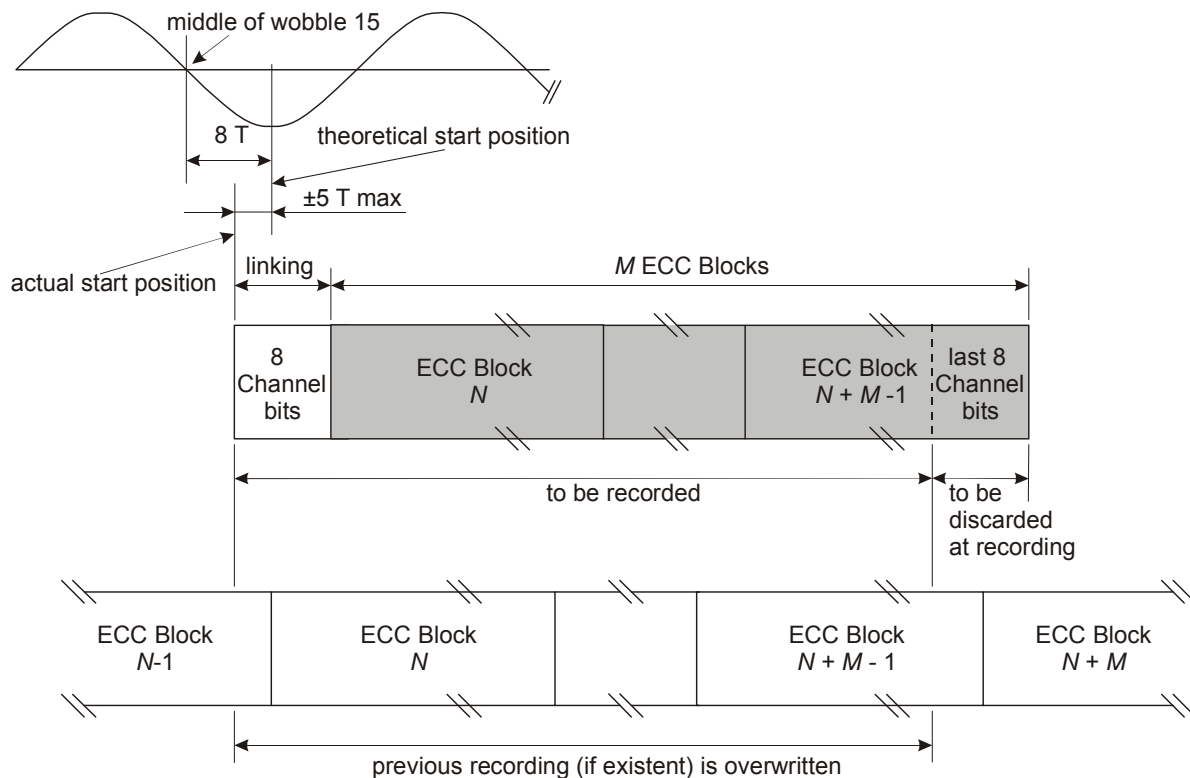 middle of wobble 15
8 T
theoretical start position
±5 T max
actual start position
linking
M ECC Blocks
8
Channel
bits
ECC Block
N
ECC Block
N + M -1
last 8
Channel
bits
to be recorded
to be
discarded
at recording
ECC Block
N-1
ECC Block
N
ECC Block
N + M - 1
ECC Block
N + M
previous recording (if existent) is overwritten